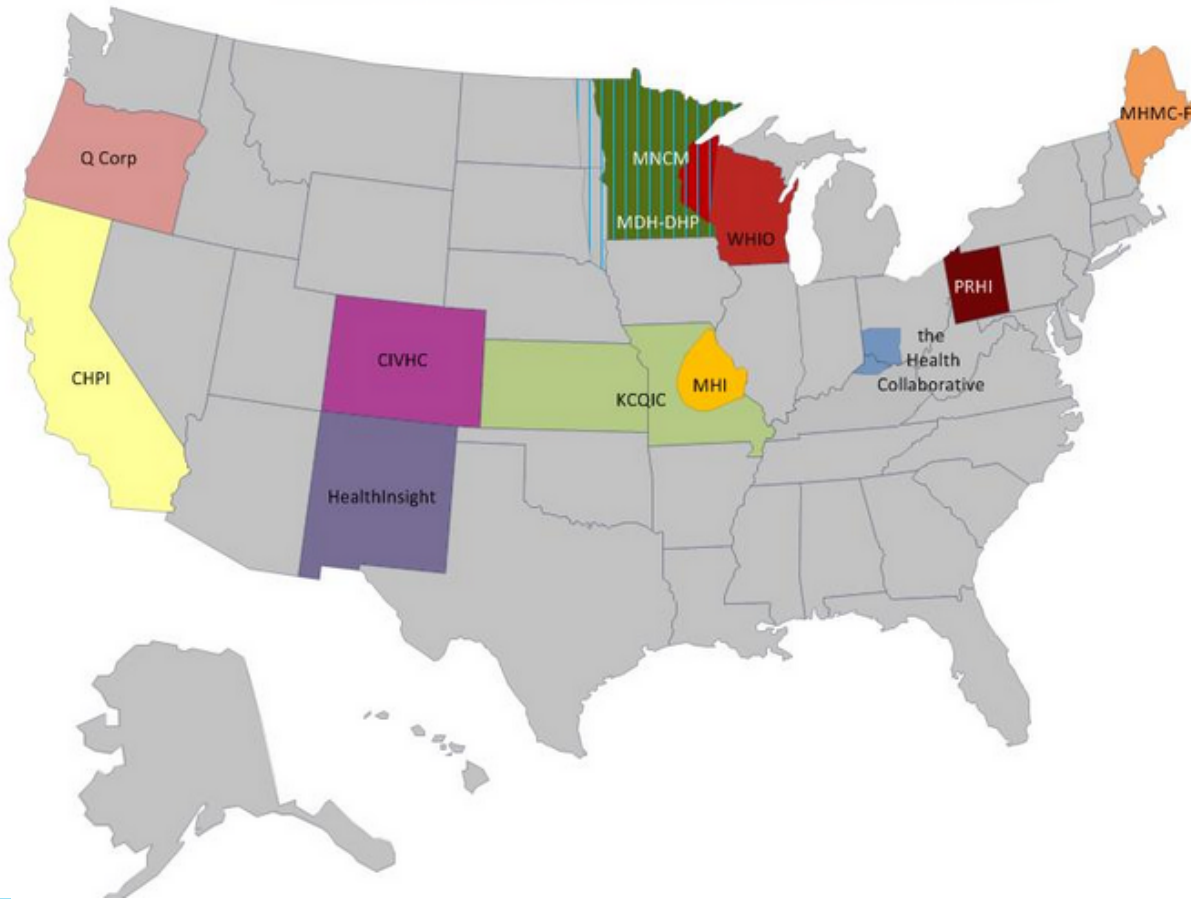 MHMC-F
Q Corp
MNCM
MDH-DHP
WHIO
PRHI
the
Health
Collaborative
CIVHC
CHPI
MHI
KCQIC
HealthInsight